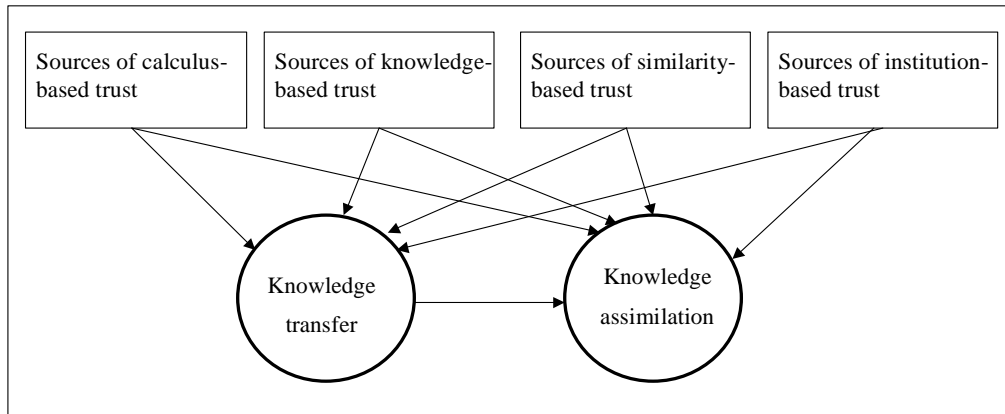 Sources of calculus-
based trust
Sources of knowledge-
based trust
Sources of similarity-
based trust
Sources of institution-
based trust
Knowledge
transfer
Knowledge
assimilation